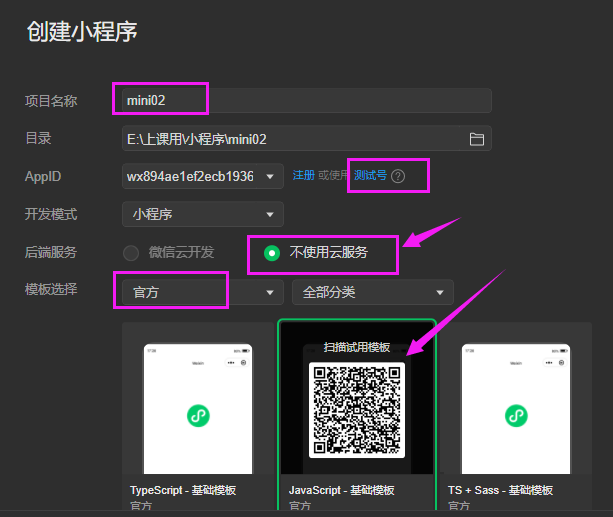 创建小程序
项目名称 mini02
目录 E:\上课用\小程序\mini02
AppID wx894ae1ef2ecb1936 注册 或使用 测试号 ?
开发模式 小程序
后端服务 微信云开发 不使用云服务
模板选择 官方 全部分类
扫描试用模板
TypeScript - 基础模板 JavaScript - 基础模板 TS + Sass - 基础模板
官方 官方 官方